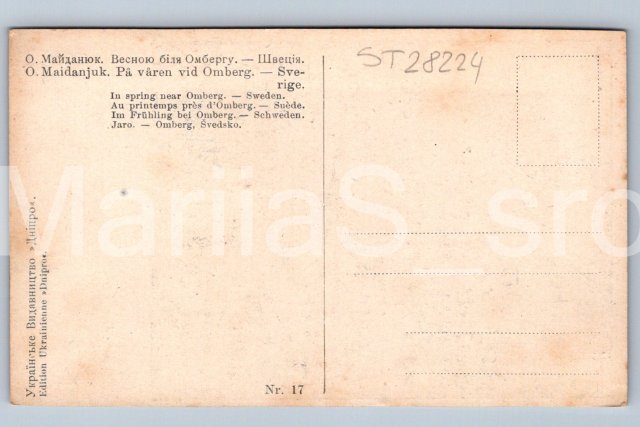 О. Майданюк. Весною біля Омбергу. — Швеція.
O. Maidanjuk. På våren vid Omberg. — Sve-
rige.
In spring near Omberg. — Sweden.
Au printemps près d'Omberg. — Suède.
Im Frühling bei Omberg. — Schweden.
Jaro. — Omberg, Švedsko.
ST28224
MariiaS_sro
Українське Видавництво »Дніпро«.
Edition Ukrainienne »Dnipro«.
Nr. 17